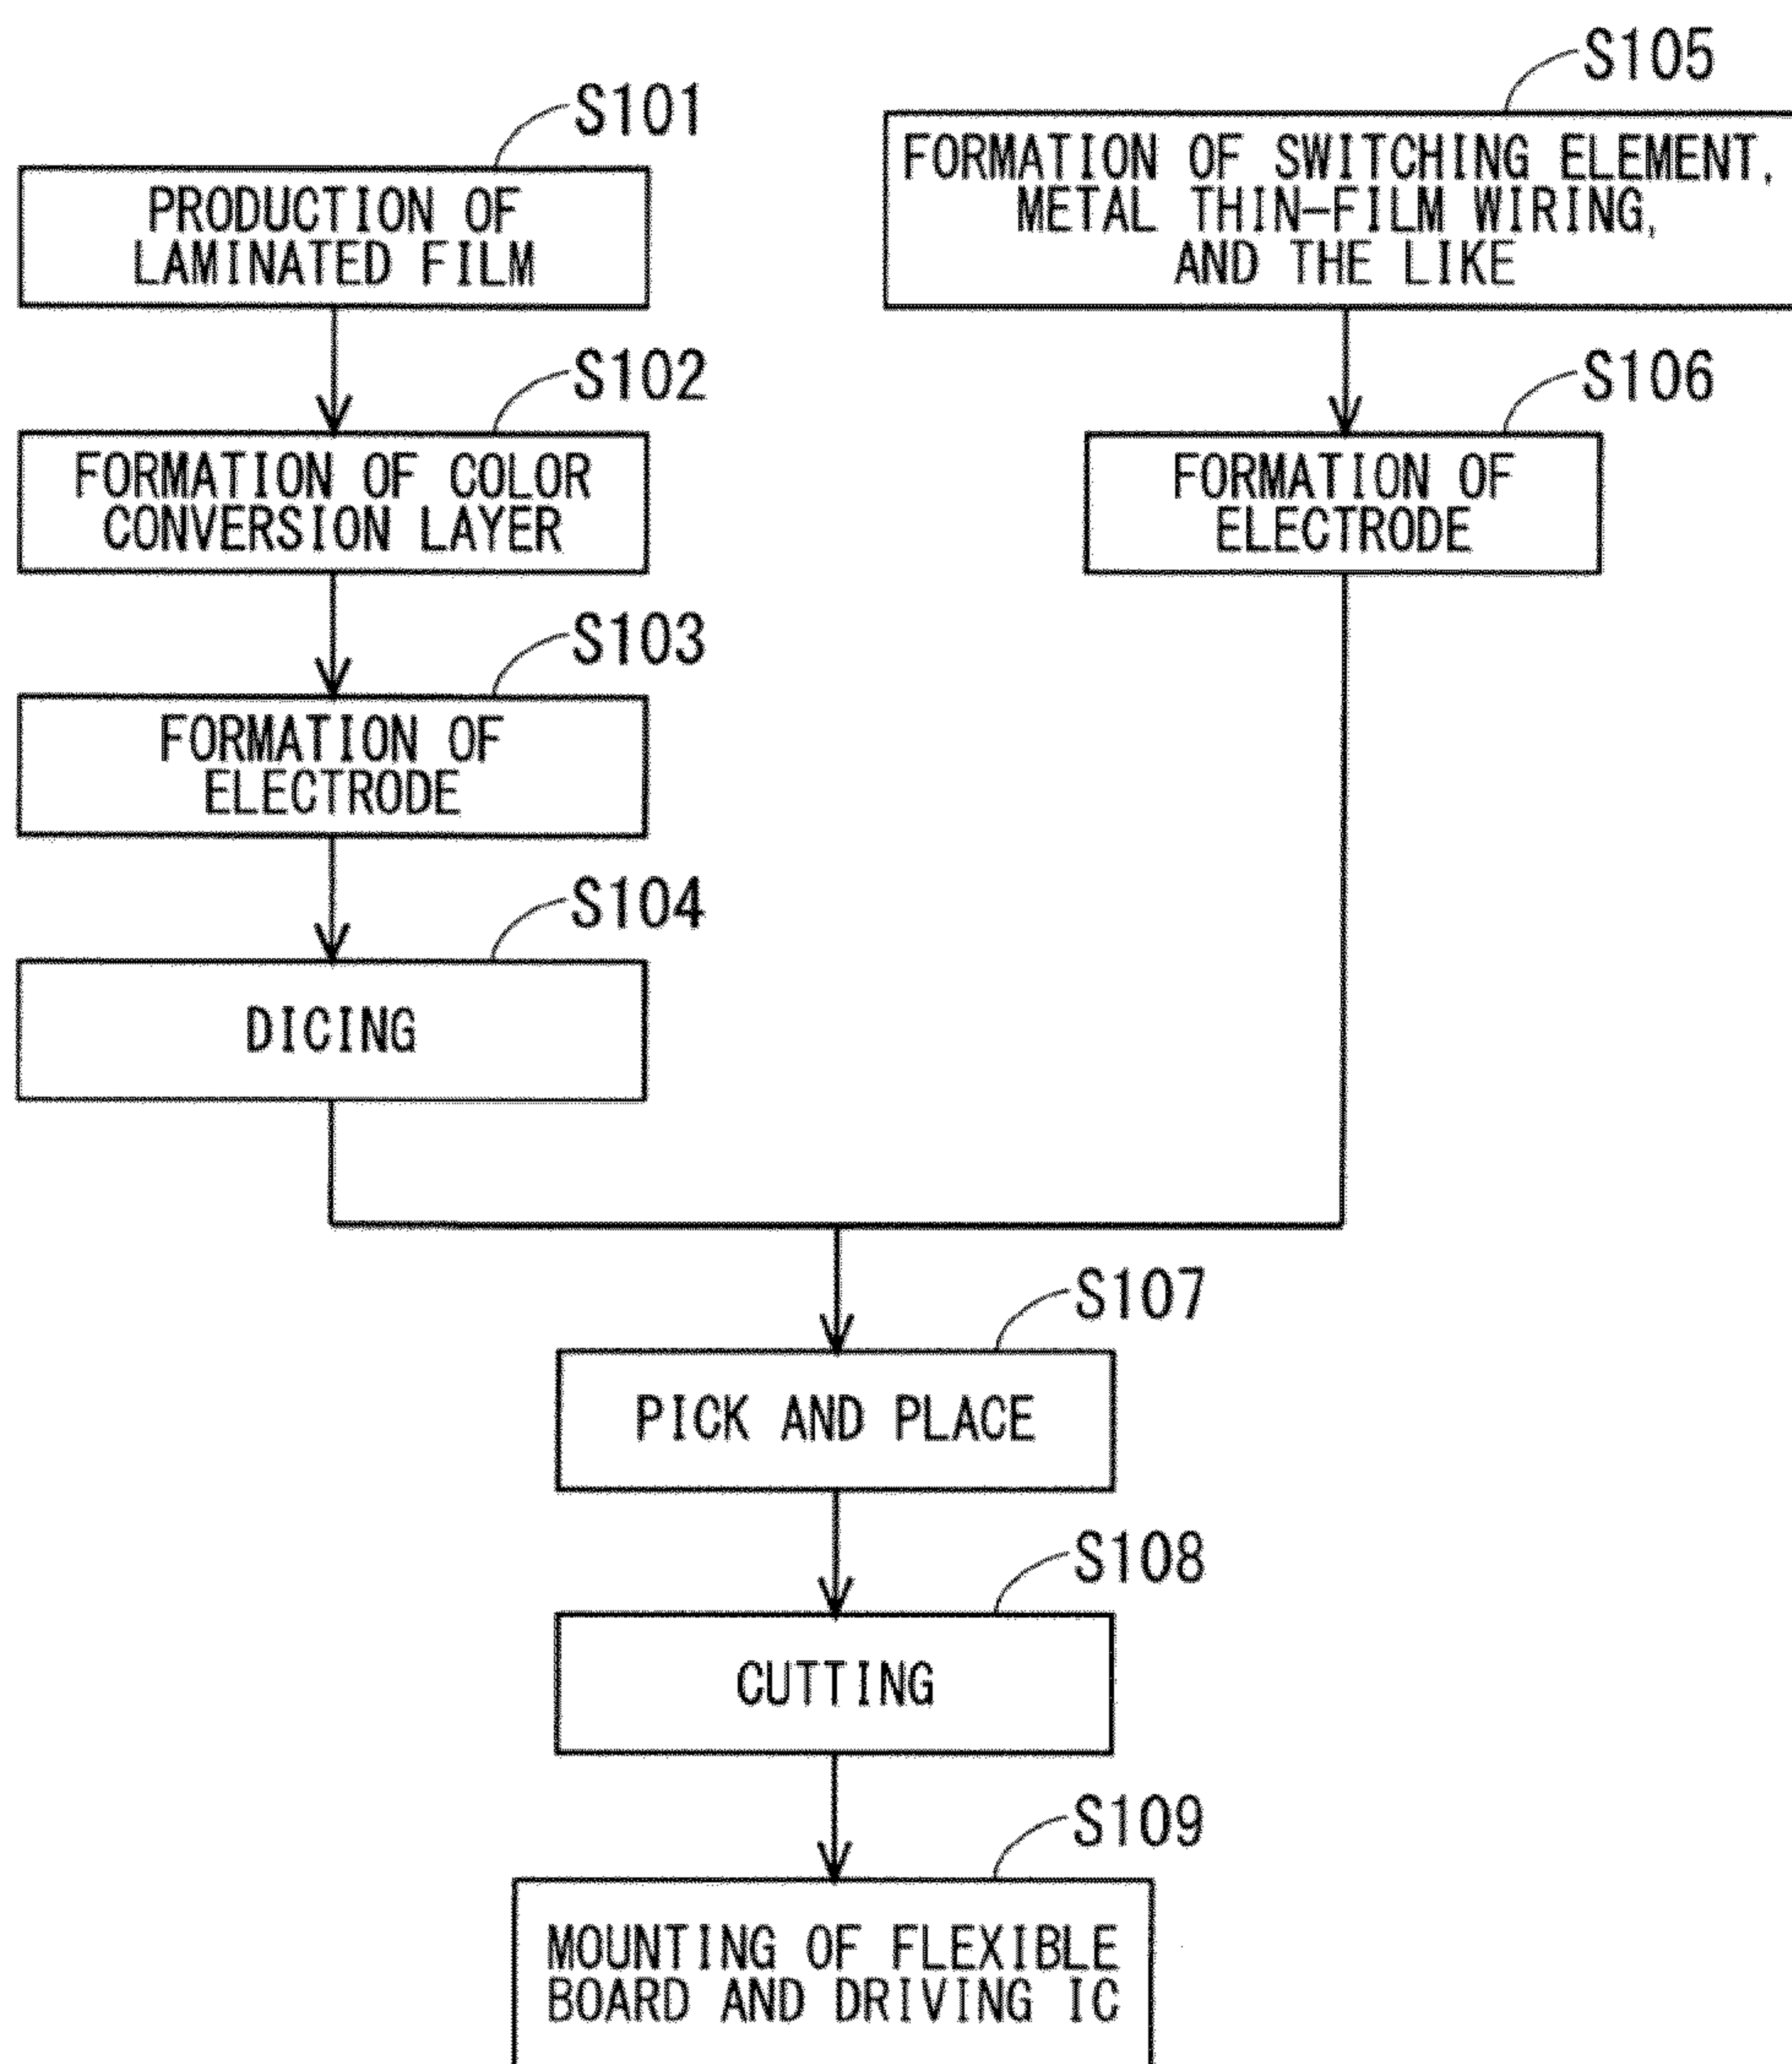 S101
PRODUCTION OF
LAMINATED FILM
S102
FORMATION OF COLOR
CONVERSION LAYER
S103
FORMATION OF
ELECTRODE
S104
DICING
S105
FORMATION OF SWITCHING ELEMENT,
METAL THIN-FILM WIRING,
AND THE LIKE
S106
FORMATION OF
ELECTRODE
S107
PICK AND PLACE
S108
CUTTING
S109
MOUNTING OF FLEXIBLE
BOARD AND DRIVING IC